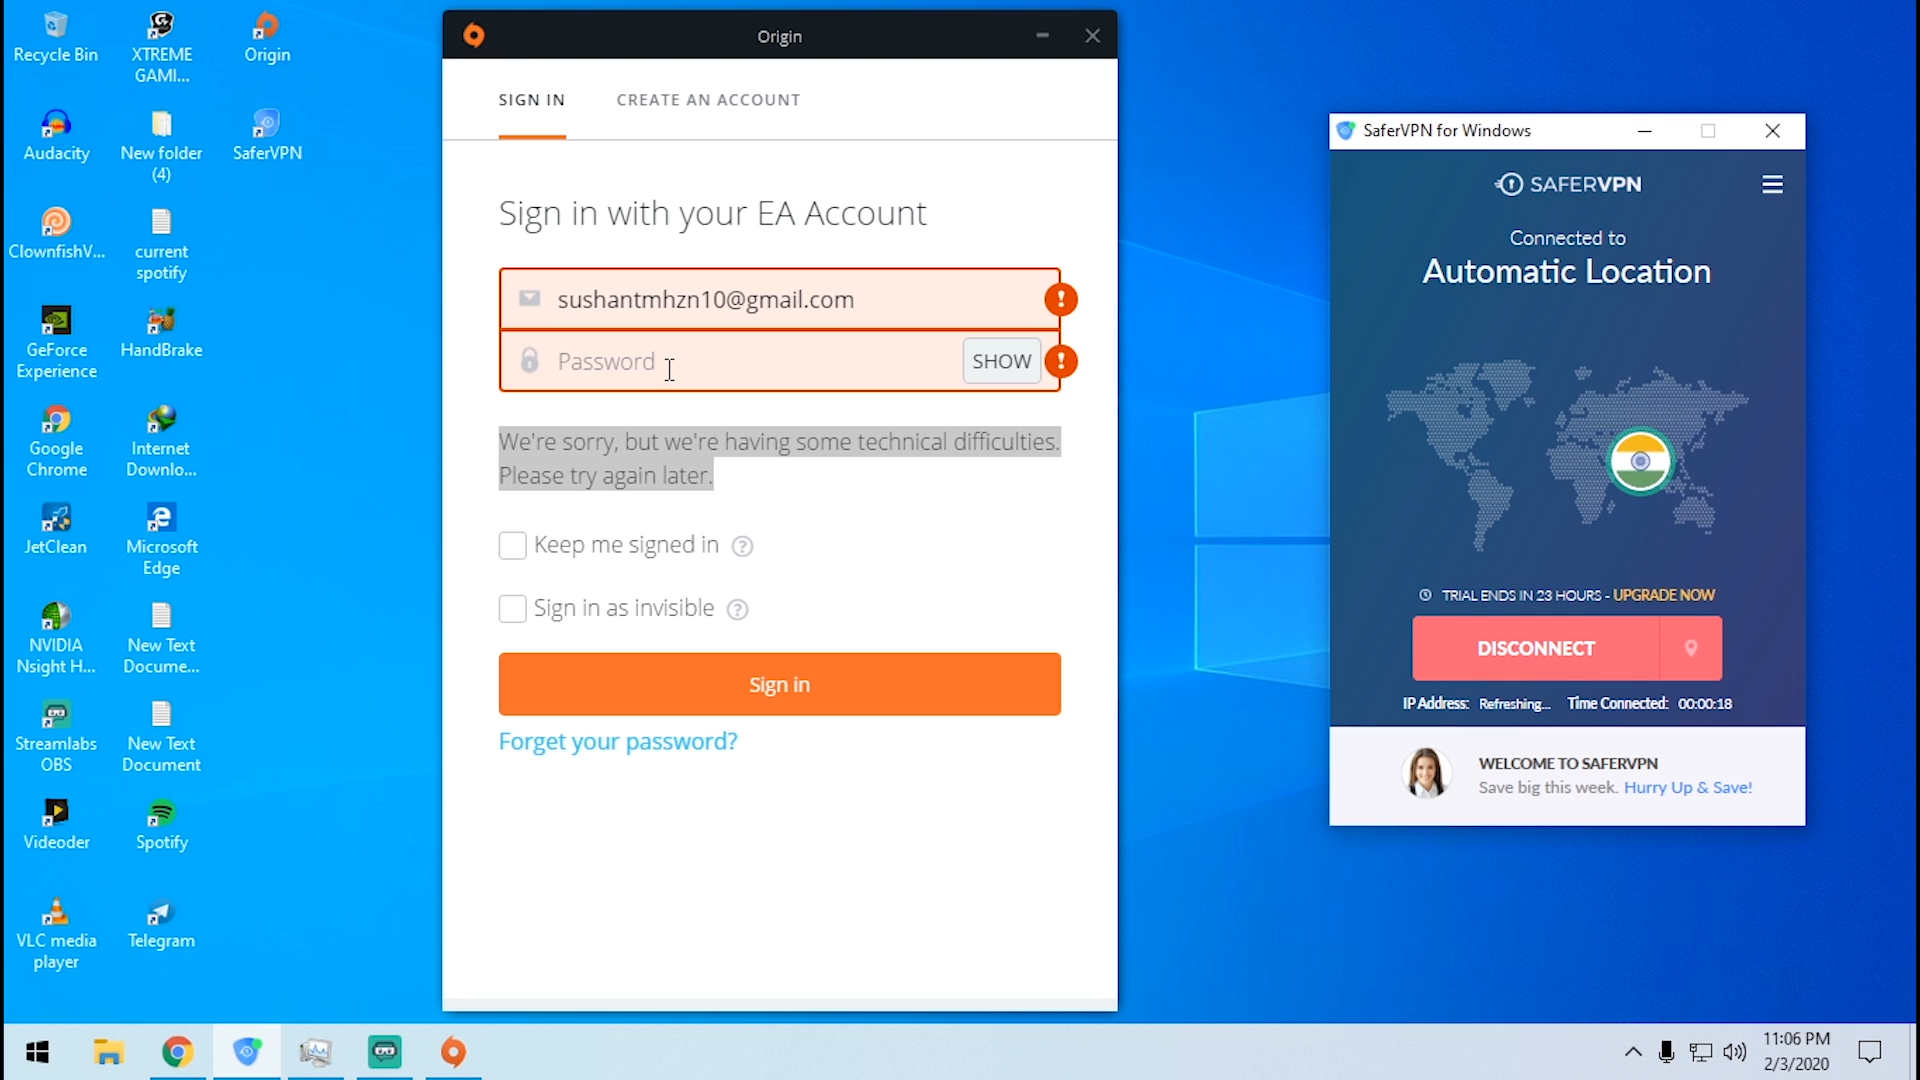 Recycle Bin
XTREME
GAMI...
Origin
Audacity
New folder
(4)
SaferVPN
ClownfishV...
current
spotify
GeForce
Experience
HandBrake
Google
Chrome
Internet
Downlo...
JetClean
Microsoft
Edge
NVIDIA
Nsight H...
New Text
Docume...
Streamlabs
OBS
New Text
Document
Videoder
Spotify
VLC media
player
Telegram
Origin
SIGN IN
CREATE AN ACCOUNT
Sign in with your EA Account
sushantmhzn10@gmail.com
Password
SHOW
We're sorry, but we're having some technical difficulties.
Please try again later.
Keep me signed in
Sign in as invisible
Sign in
Forget your password?
SaferVPN for Windows
SAFERVPN
Connected to
Automatic Location
TRIAL ENDS IN 23 HOURS - UPGRADE NOW
DISCONNECT
IP Address: Refreshing... Time Connected: 00:00:18
WELCOME TO SAFERVPN
Save big this week. Hurry Up & Save!
11:06 PM
2/3/2020